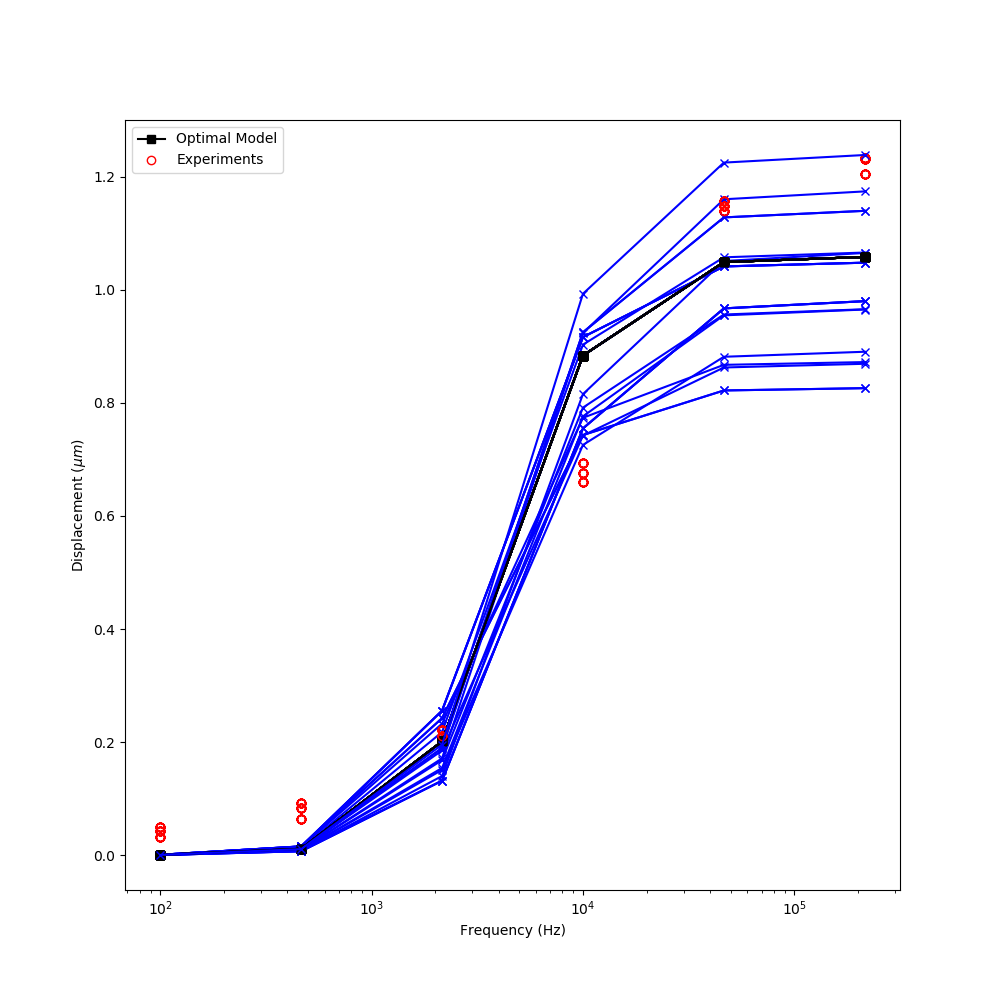 Optimal Model
Experiments
1.2
1.0
0.8
0.6
0.4
0.2
0.0
Displacement (μm)
10²
10³
10⁴
10⁵
Frequency (Hz)